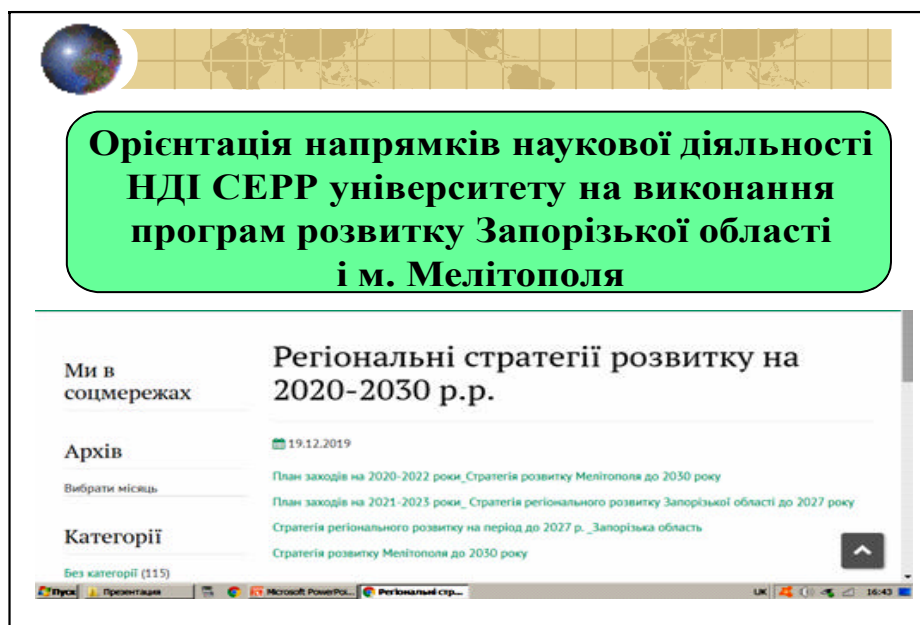 Орієнтація напрямків наукової діяльності
НДІ СЕРР університету на виконання
програм розвитку Запорізької області
і м. Мелітополя
Ми в
соцмережах
Архів
Вибрати місяць
Категорії
Без категорії (115)
Регіональні стратегії розвитку на
2020-2030 р.р.
19.12.2019
План заходів на 2020-2022 роки_Стратегія розвитку Мелітополя до 2030 року
План заходів на 2021-2023 роки_ Стратегія регіонального розвитку Запорізької області до 2027 року
Стратегія регіонального розвитку на період до 2027 р. _Запорізька область
Стратегія розвитку Мелітополя до 2030 року
Пуск Презентация Microsoft PowerPoi... Регіональні стр... UK 16:43